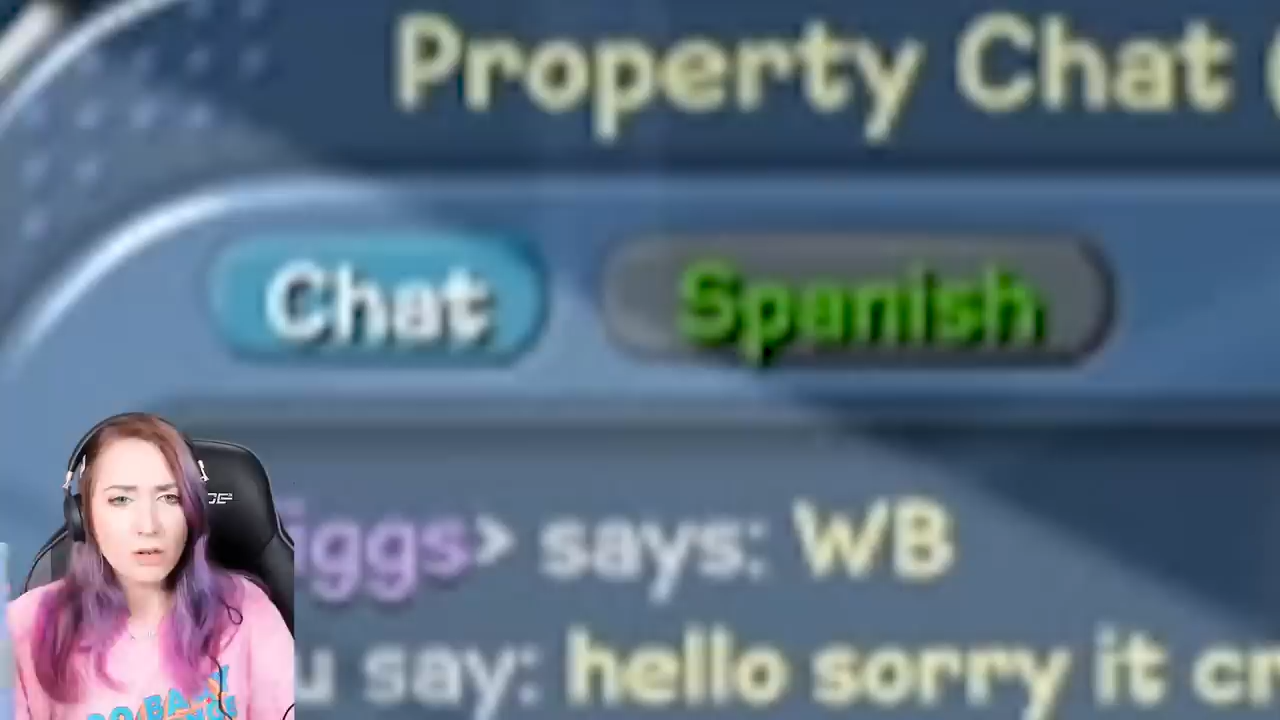 Property Chat (
Chat Spanish
iggs> says: WB
u say: hello sorry it cr